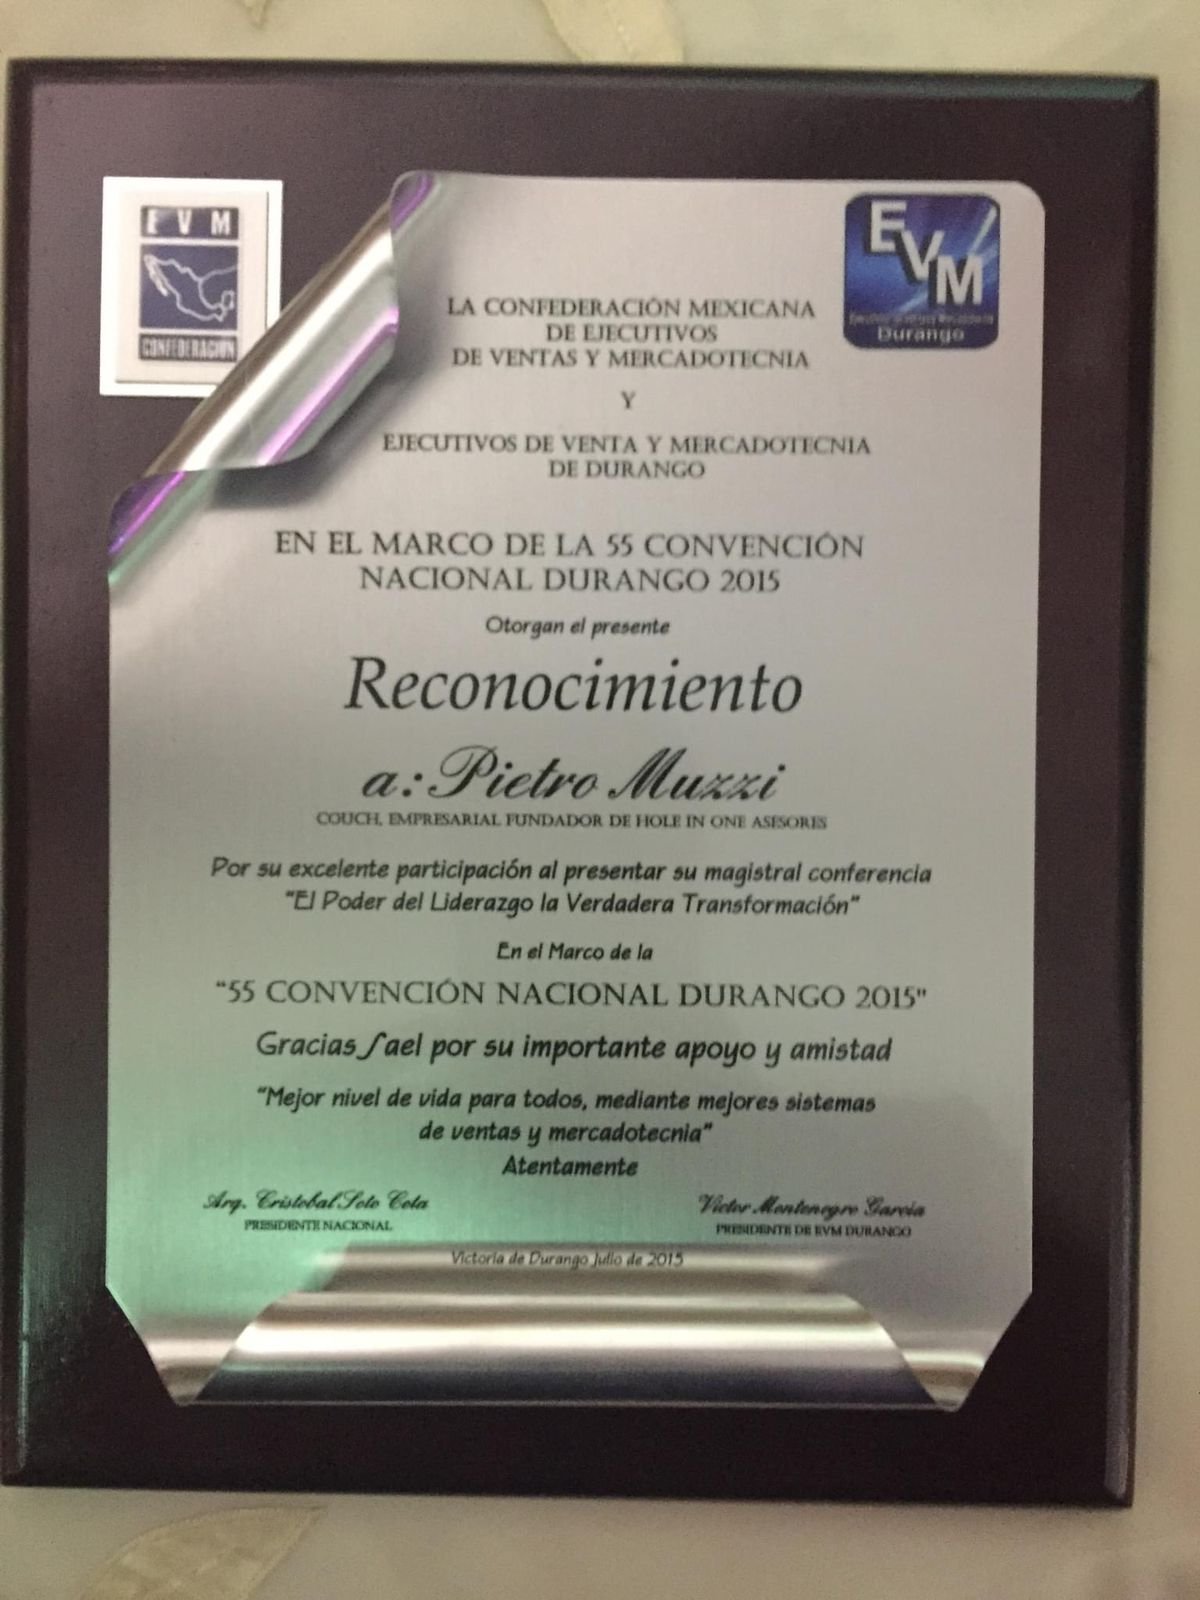 EVM
CONFEDERACIÓN
EVM
Durango
LA CONFEDERACIÓN MEXICANA
DE EJECUTIVOS
DE VENTAS Y MERCADOTECNIA
Y
EJECUTIVOS DE VENTA Y MERCADOTECNIA
DE DURANGO
EN EL MARCO DE LA 55 CONVENCIÓN
NACIONAL DURANGO 2015
Otorgan el presente
Reconocimiento
a: Pietro Muzzi
COUCH, EMPRESARIAL FUNDADOR DE HOLE IN ONE ASESORES
Por su excelente participación al presentar su magistral conferencia
"El Poder del Liderazgo la Verdadera Transformación"
En el Marco de la
"55 CONVENCIÓN NACIONAL DURANGO 2015"
Gracias Sael por su importante apoyo y amistad
"Mejor nivel de vida para todos, mediante mejores sistemas
de ventas y mercadotecnia"
Atentamente
Arq. Cristobal Soto Cota
PRESIDENTE NACIONAL
Victor Montenegro Garcia
PRESIDENTE DE EVM DURANGO
Victoria de Durango Julio de 2015